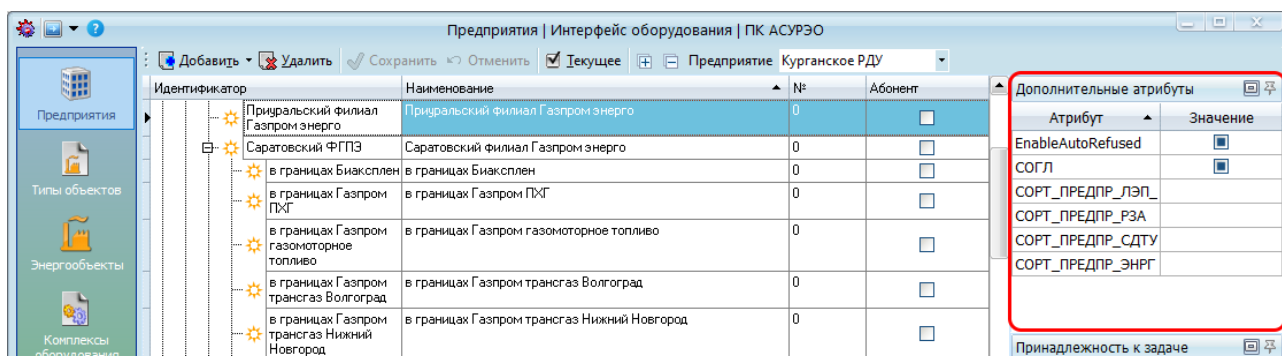 Предприятия | Интерфейс оборудования | ПК АСУРЭО
Добавить Удалить Сохранить Отменить Текущее Предприятие Курганское РДУ
Предприятия
Типы объектов
Энергообъекты
Комплексы
оборудования
Идентификатор Наименование № Абонент
Приуральский филиал
Газпром энерго
Приуральский филиал Газпром энерго 0
Саратовский ФГПЭ Саратовский филиал Газпром энерго 0
в границах Биаксплен в границах Биаксплен 0
в границах Газпром
ПХГ
в границах Газпром ПХГ 0
в границах Газпром
газомоторное
топливо
в границах Газпром газомоторное топливо 0
в границах Газпром
трансгаз Волгоград
в границах Газпром трансгаз Волгоград 0
в границах Газпром
трансгаз Нижний
Новгород
в границах Газпром трансгаз Нижний Новгород 0
Дополнительные атрибуты
Атрибут Значение
EnableAutoRefused
СОГЛ
СОРТ_ПРЕДПР_ЛЭП_
СОРТ_ПРЕДПР_РЗА
СОРТ_ПРЕДПР_СДТУ
СОРТ_ПРЕДПР_ЭНРГ
Принадлежность к задаче